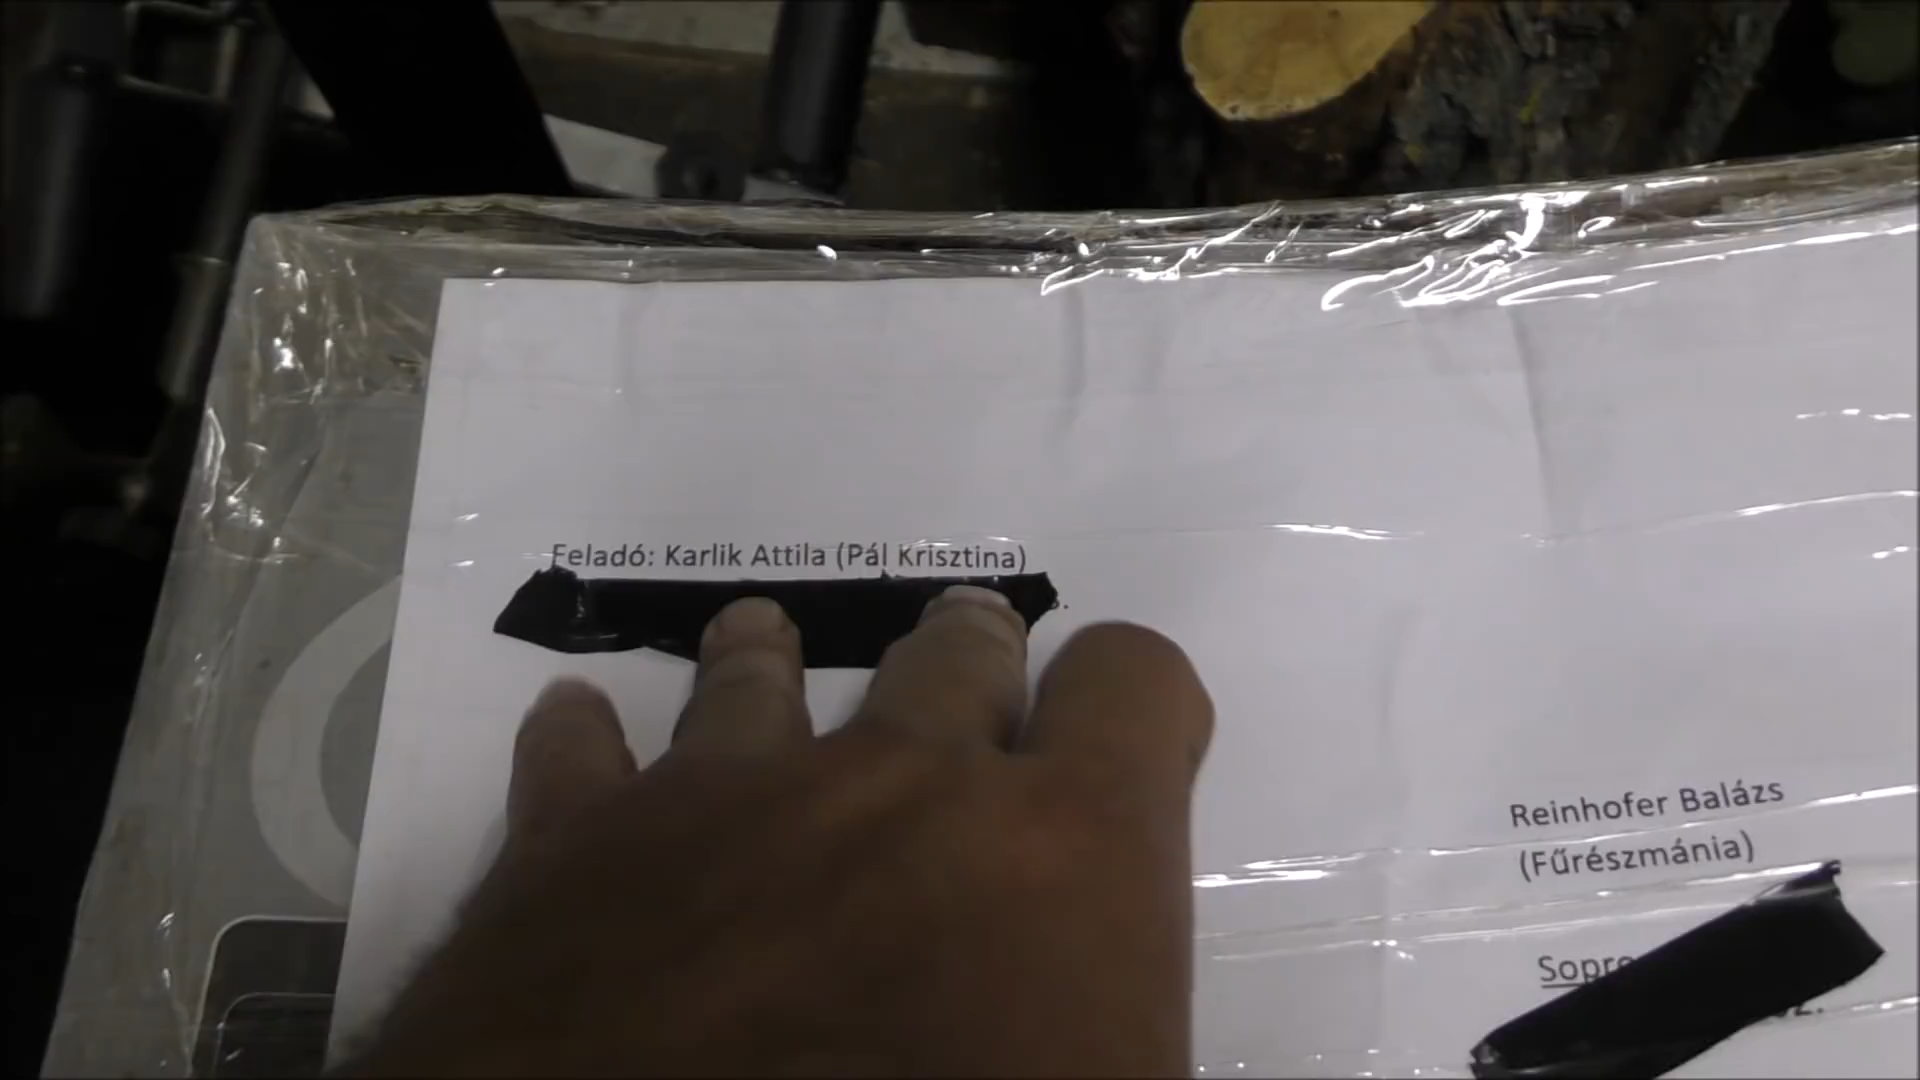 Feladó: Karlik Attila (Pál Krisztina)
Reinhofer Balázs
(Fűrészmánia)